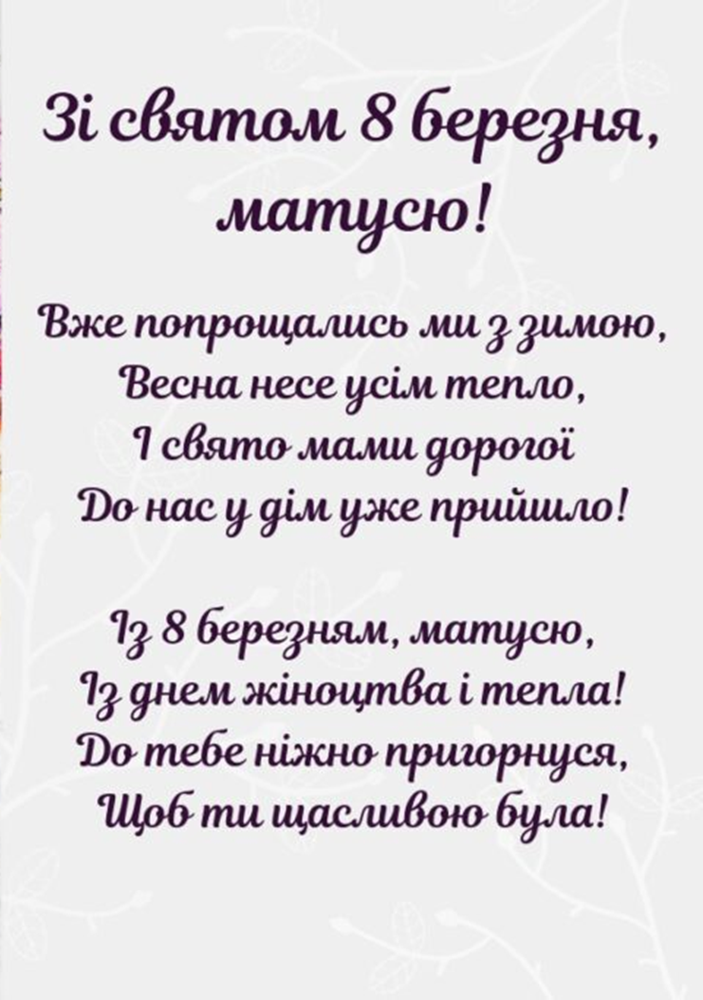 Зі святом 8 березня,
матусю!
Вже попрощались ми з зимою,
Весна несе усім тепло,
І свято мами дорогої
До нас у дім уже прийшло!
Із 8 березням, матусю,
Із днем жіноцтва і тепла!
До тебе ніжно пригорнуся,
Щоб ти щасливою була!